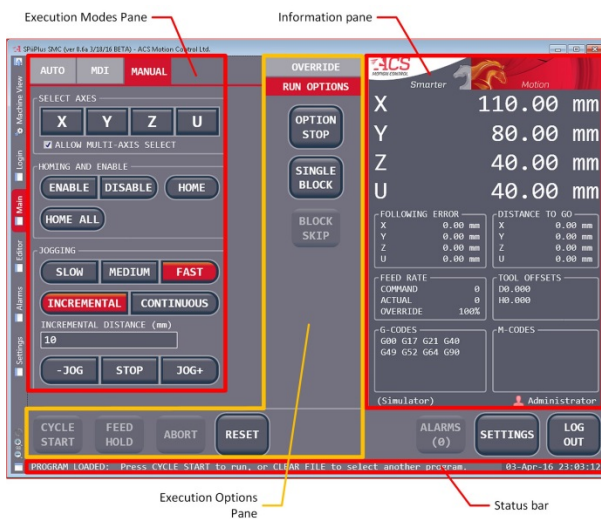 Execution Modes Pane
Information pane
SPiiPlus SMC (ver 0.6a 3/18/16 BETA) - ACS Motion Control Ltd.
Machine View
Login
Main
Editor
Alarms
Settings
AUTO MDI MANUAL
SELECT AXES
X Y Z U
ALLOW MULTI-AXIS SELECT
HOMING AND ENABLE
ENABLE DISABLE HOME
HOME ALL
JOGGING
SLOW MEDIUM FAST
INCREMENTAL CONTINUOUS
INCREMENTAL DISTANCE (mm)
10
-JOG STOP JOG+
OVERRIDE
RUN OPTIONS
OPTION
STOP
SINGLE
BLOCK
BLOCK
SKIP
ACS
MOTION CONTROL
Smarter Motion
X 110.00 mm
Y 80.00 mm
Z 40.00 mm
U 40.00 mm
FOLLOWING ERROR
X 0.00 mm
Y 0.00 mm
Z 0.00 mm
U 0.00 mm
DISTANCE TO GO
X 0.00 mm
Y 0.00 mm
Z 0.00 mm
U 0.00 mm
FEED RATE
COMMAND 0
ACTUAL 0
OVERRIDE 100%
TOOL OFFSETS
D0.000
H0.000
G-CODES
G00 G17 G21 G40
G49 G52 G64 G90
M-CODES
(Simulator) Administrator
CYCLE
START
FEED
HOLD
ABORT
RESET
ALARMS
(0)
SETTINGS
LOG
OUT
PROGRAM LOADED: Press CYCLE START to run, or CLEAR FILE to select another program. 03-Apr-16 23:03:12
Execution Options
Pane
Status bar